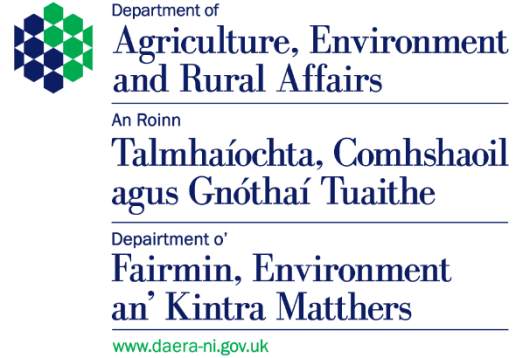 Department of
Agriculture, Environment
and Rural Affairs
An Roinn
Talmhaíochta, Comhshaoil
agus Gnóthaí Tuaithe
Depairtment o'
Fairmin, Environment
an' Kintra Matthers
www.daera-ni.gov.uk